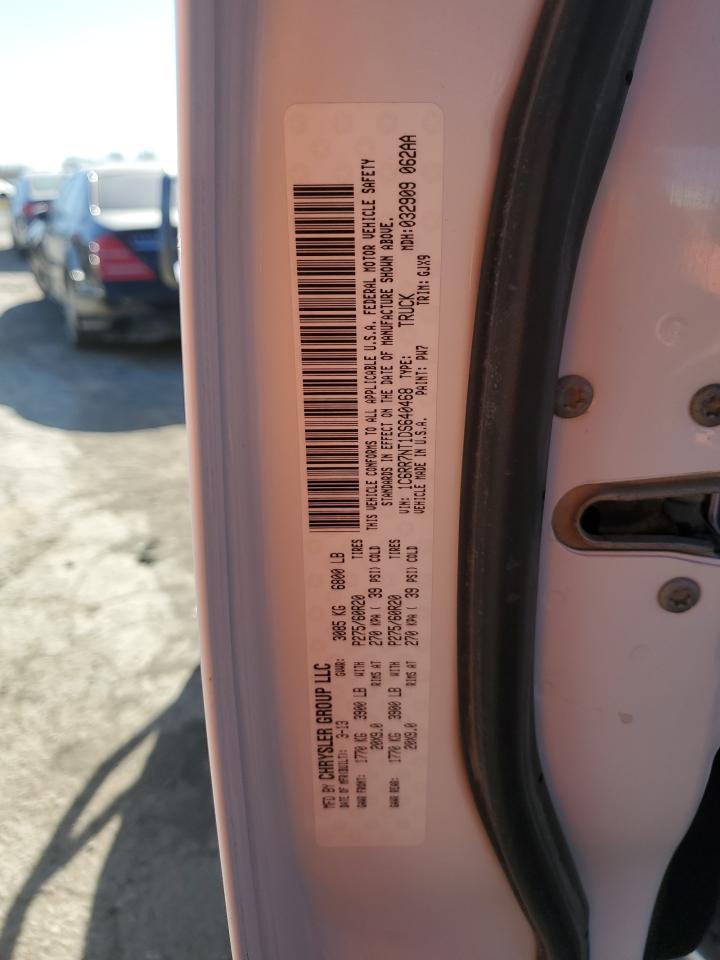 MFD BY CHRYSLER GROUP LLC
DATE OF MFR(BUILT): 3-13 GVWR: 3085 KG 6800 LB
GAWR FRONT: 1770 KG 3900 LB WITH P275/60R20 TIRES
20X9.0 RIMS AT 270 KPA ( 39 PSI) COLD
GAWR REAR: 1770 KG 3900 LB WITH P275/60R20 TIRES
20X9.0 RIMS AT 270 KPA ( 39 PSI) COLD
THIS VEHICLE CONFORMS TO ALL APPLICABLE U.S.A. FEDERAL MOTOR VEHICLE SAFETY
STANDARDS IN EFFECT ON THE DATE OF MANUFACTURE SHOWN ABOVE.
VIN: 1C6RR7NT1DS640468 TYPE: TRUCK MDH:032909 062AA
VEHICLE MADE IN U.S.A. PAINT: PW7 TRIM: GJX9